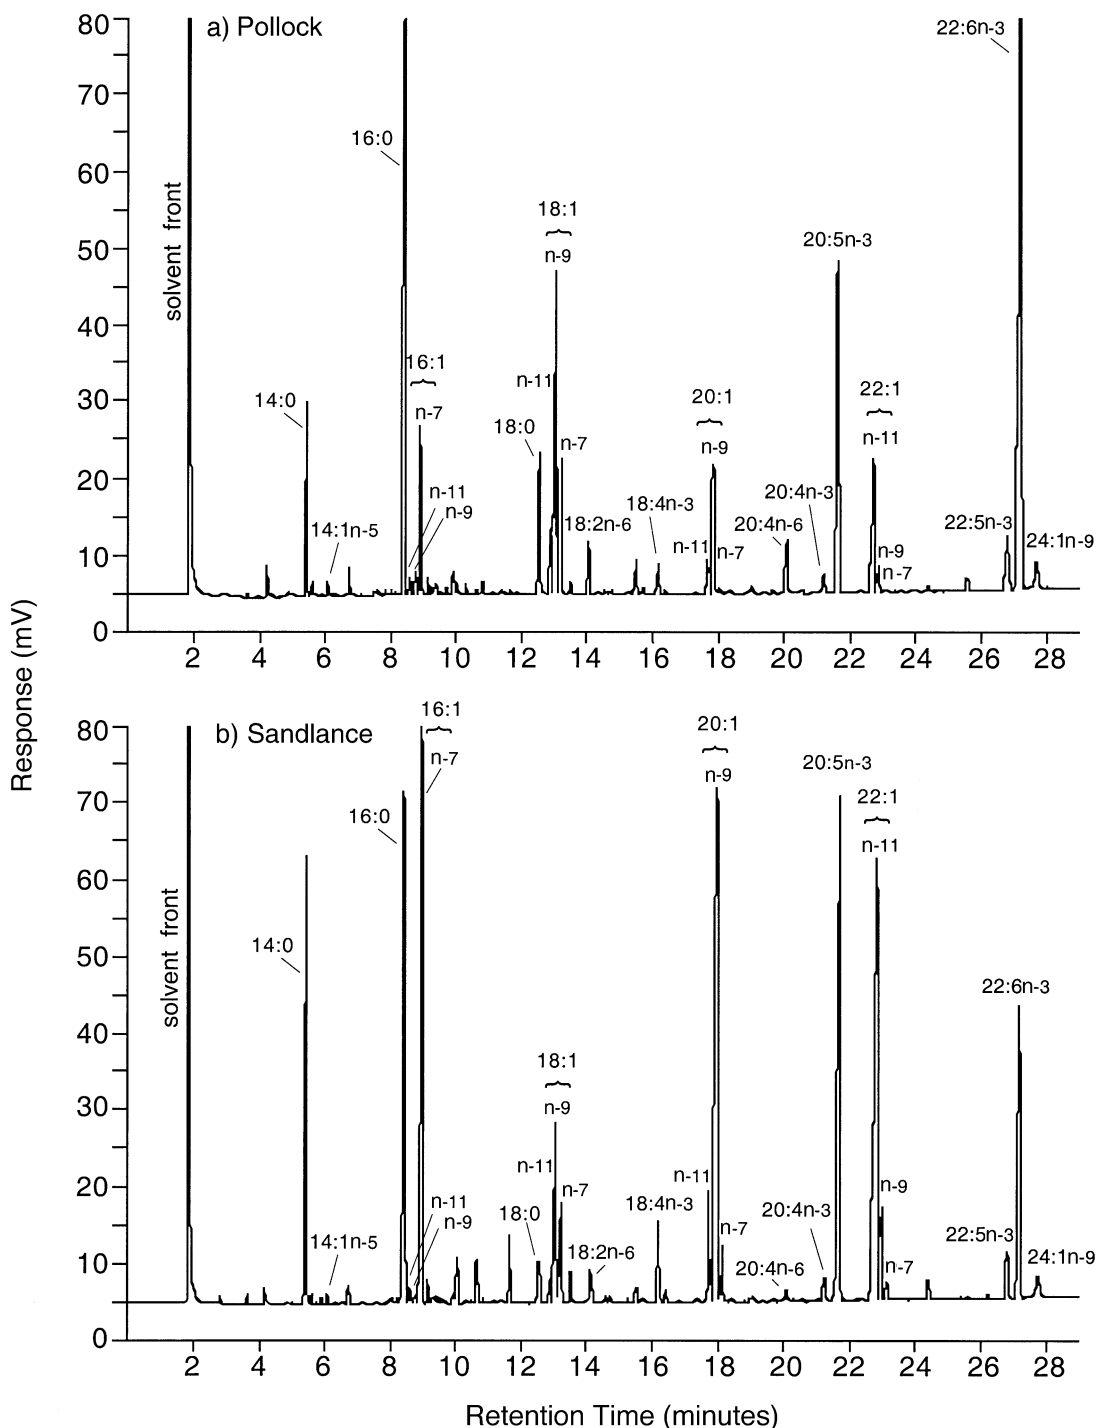 a) Pollock
80
70
60
50
40
30
20
10
0
solvent front
14:0
14:1n-5
16:0
16:1
n-7
n-11
n-9
18:0
18:1
n-9
n-11
n-7
18:2n-6
18:4n-3
20:1
n-9
n-11
n-7
20:4n-6
20:4n-3
20:5n-3
22:1
n-11
n-9
n-7
22:5n-3
22:6n-3
24:1n-9
2 4 6 8 10 12 14 16 18 20 22 24 26 28
Response (mV)
b) Sandlance
80
70
60
50
40
30
20
10
0
solvent front
14:0
14:1n-5
16:0
16:1
n-7
n-11
n-9
18:0
18:1
n-9
n-11
n-7
18:2n-6
18:4n-3
20:1
n-9
n-11
n-7
20:4n-6
20:4n-3
20:5n-3
22:1
n-11
n-9
n-7
22:5n-3
22:6n-3
24:1n-9
2 4 6 8 10 12 14 16 18 20 22 24 26 28
Retention Time (minutes)